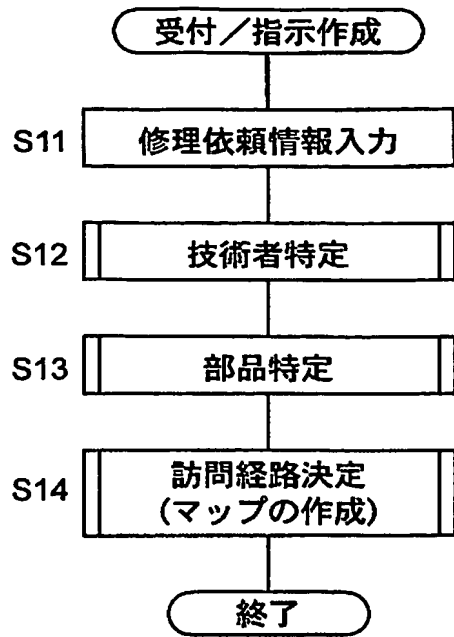 受付／指示作成
S11 修理依頼情報入力
S12 技術者特定
S13 部品特定
S14 訪問経路決定
(マップの作成)
終了